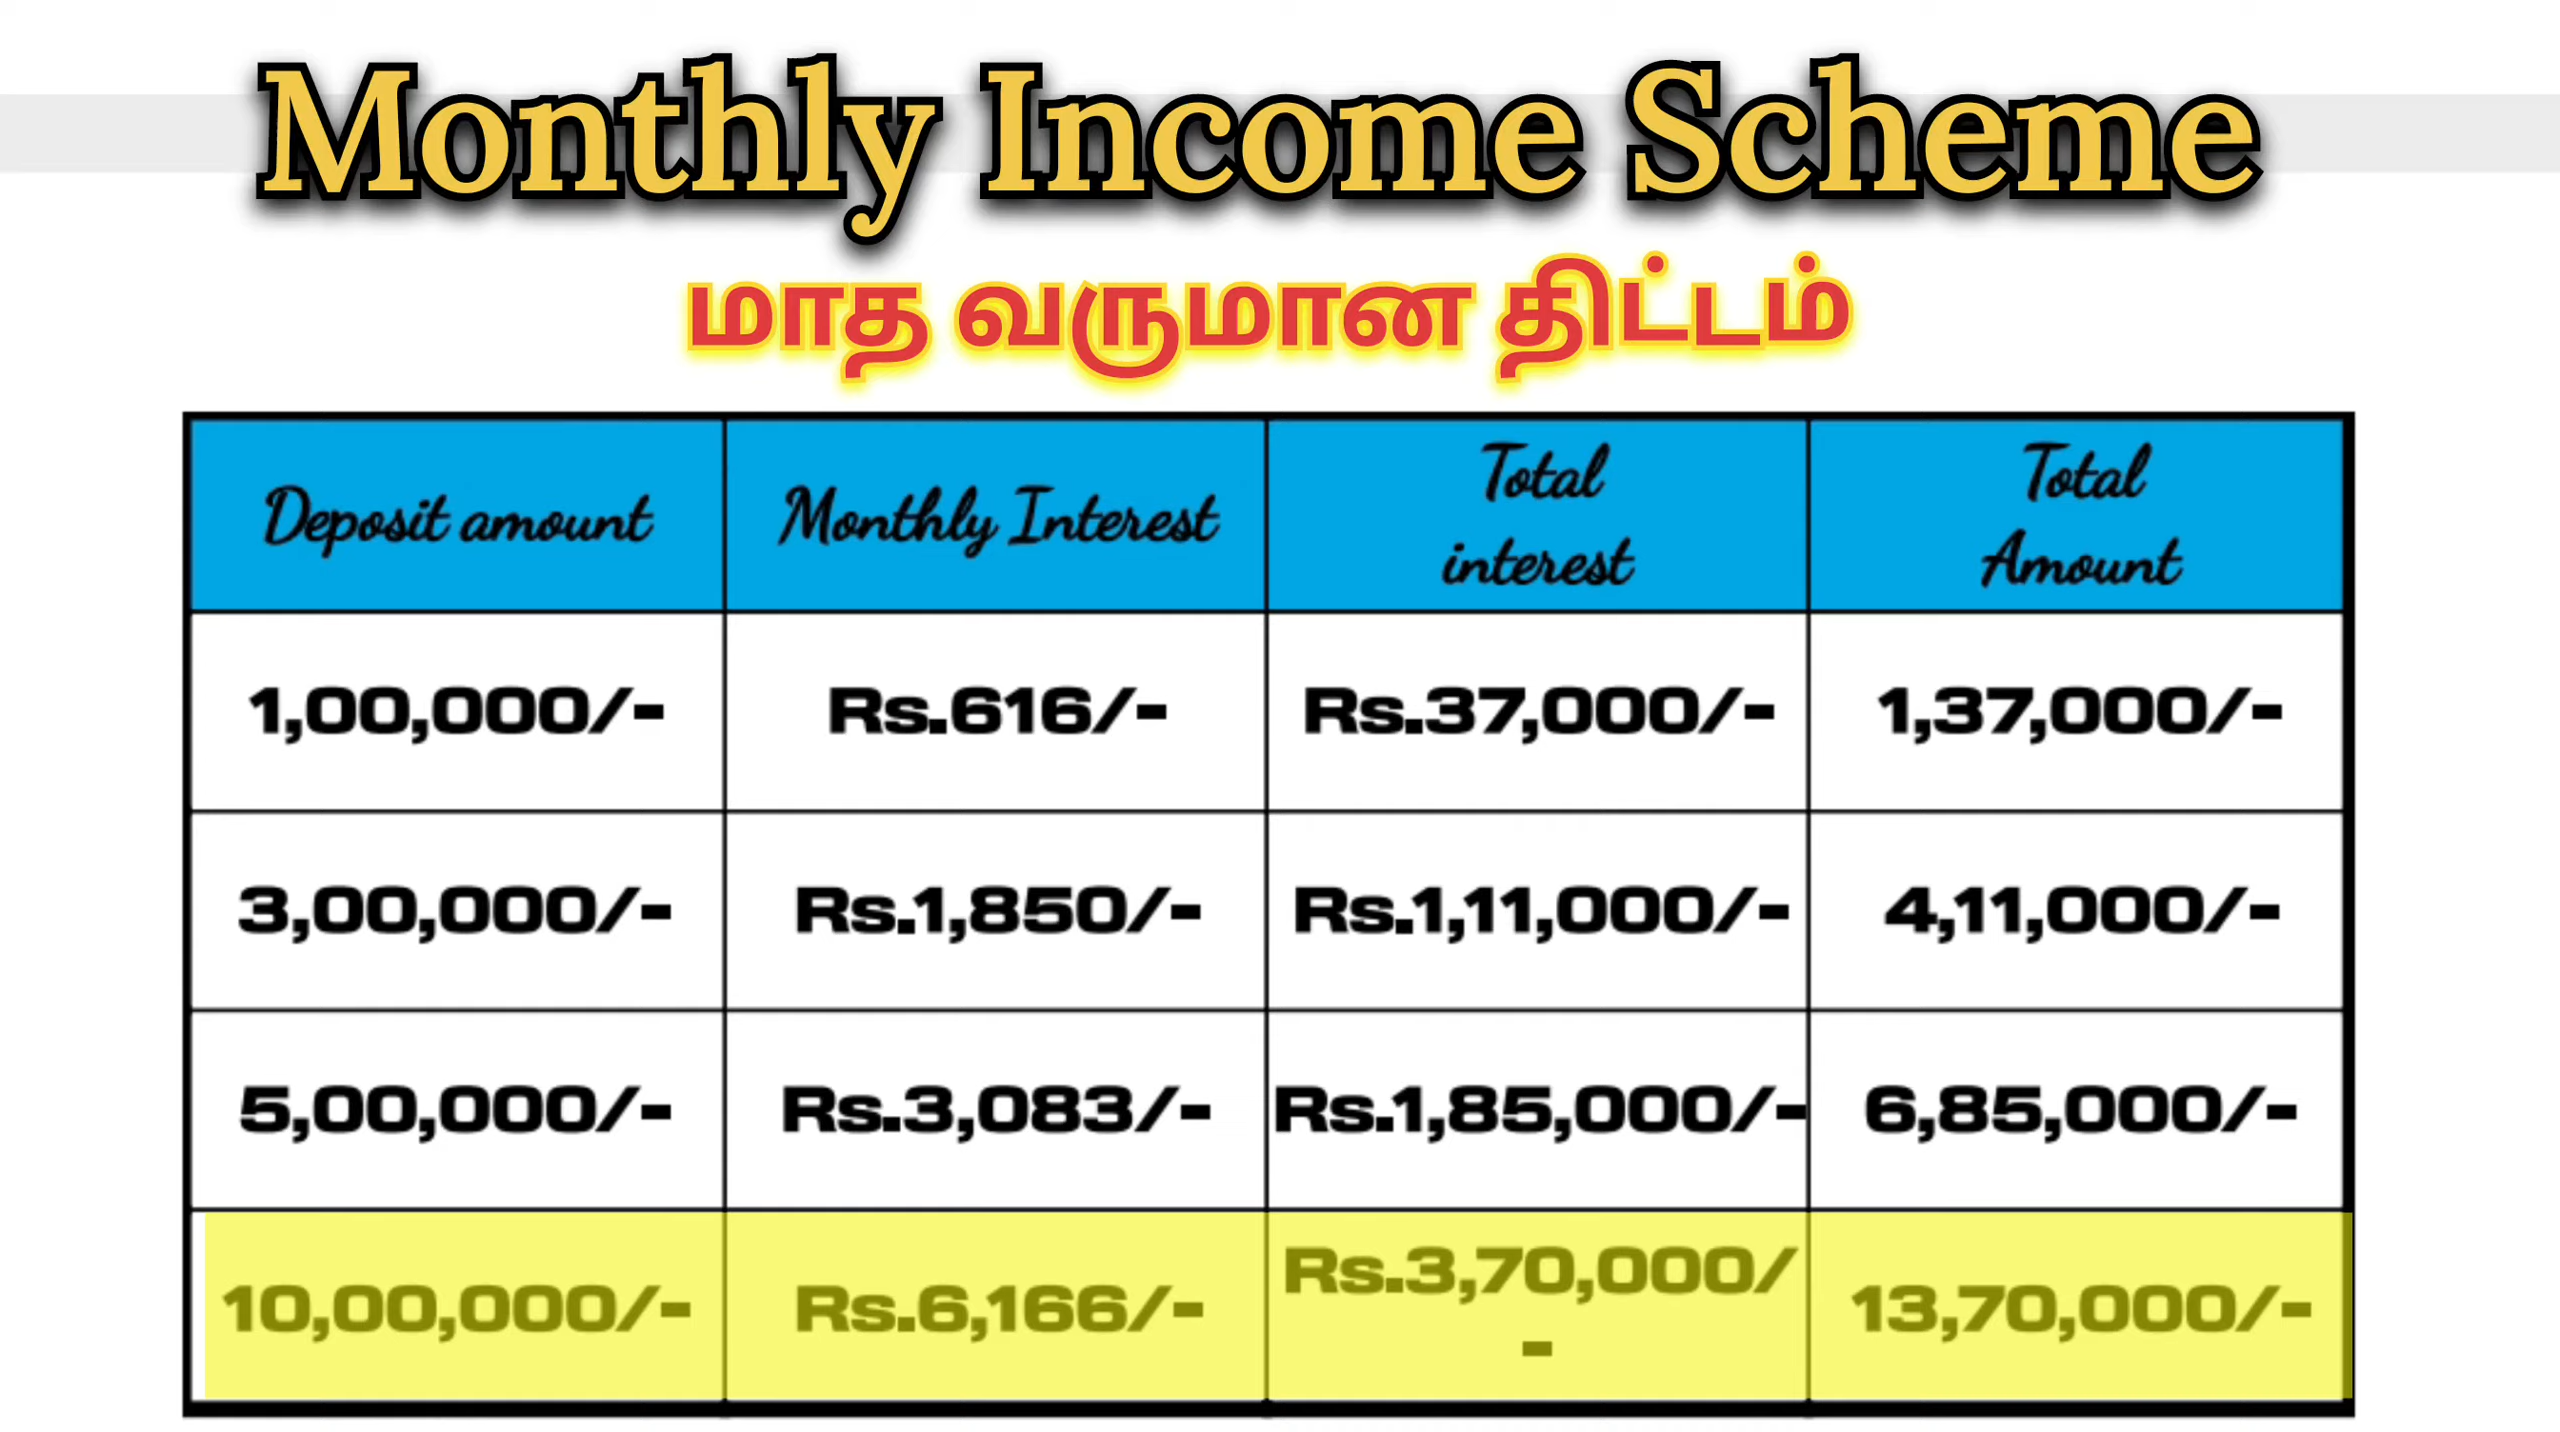 Monthly Income Scheme
மாத வருமான திட்டம்
Deposit amount
Monthly Interest
Total
interest
Total
Amount
1,00,000/-
Rs.616/-
Rs.37,000/-
1,37,000/-
3,00,000/-
Rs.1,850/-
Rs.1,11,000/-
4,11,000/-
5,00,000/-
Rs.3,083/-
Rs.1,85,000/-
6,85,000/-
10,00,000/-
Rs.6,166/-
Rs.3,70,000/
-
13,70,000/-